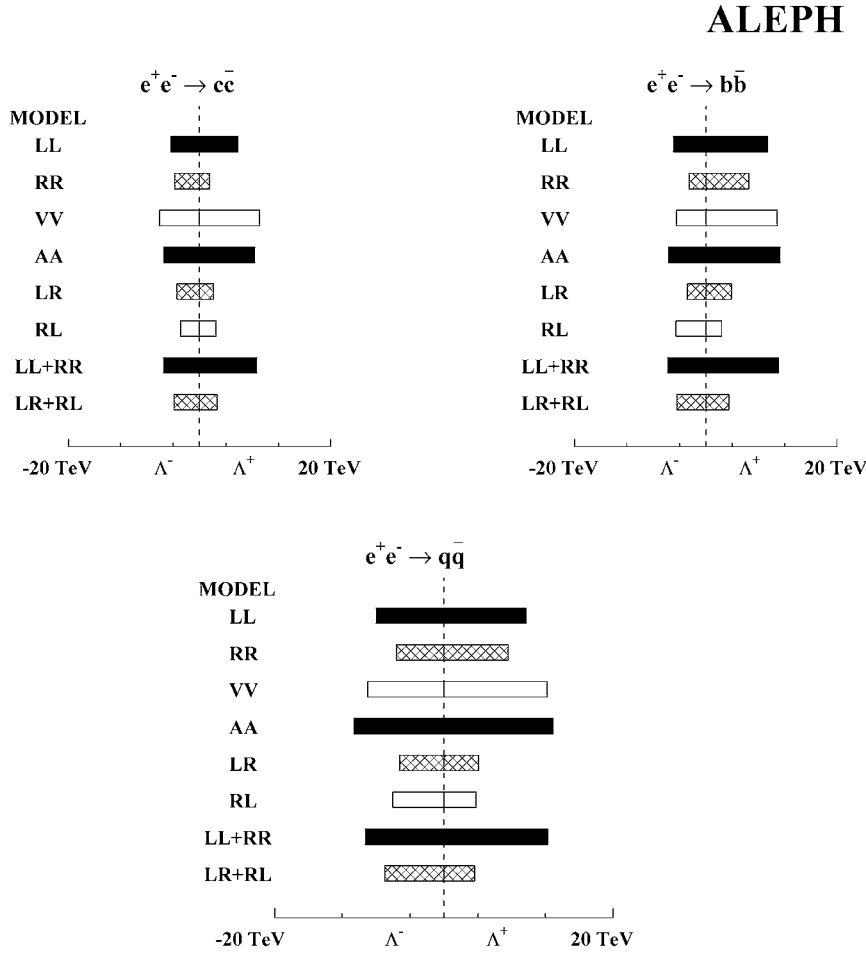 ALEPH
e⁺e⁻ → cc̄
MODEL
LL
RR
VV
AA
LR
RL
LL+RR
LR+RL
-20 TeV Λ⁻ Λ⁺ 20 TeV
e⁺e⁻ → bb̄
MODEL
LL
RR
VV
AA
LR
RL
LL+RR
LR+RL
-20 TeV Λ⁻ Λ⁺ 20 TeV
e⁺e⁻ → qq̄
MODEL
LL
RR
VV
AA
LR
RL
LL+RR
LR+RL
-20 TeV Λ⁻ Λ⁺ 20 TeV